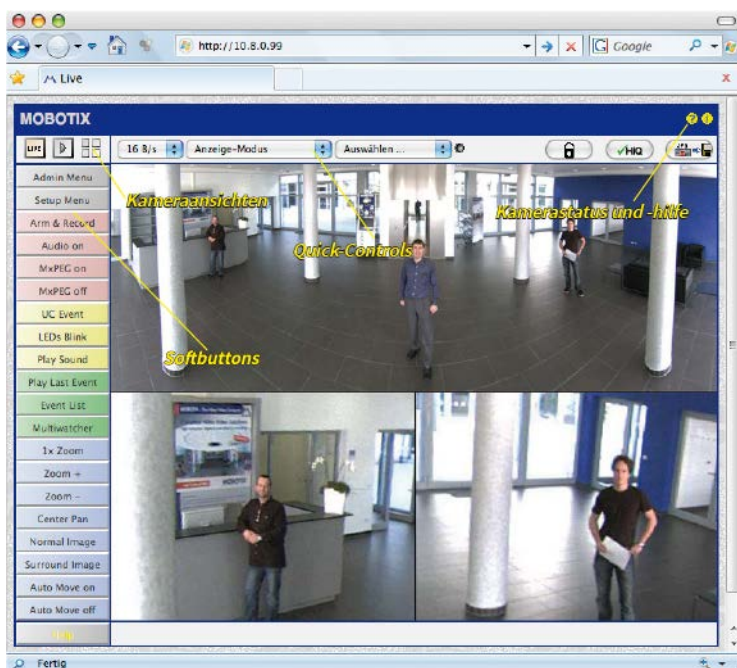 http://10.8.0.99
Google
Live
MOBOTIX
LIVE
16 B/s
Anzeige-Modus
Auswählen ...
HIQ
Kameraansichten
Kamerastatus und -hilfe
Quick-Controls
Softbuttons
Admin Menu
Setup Menu
Arm & Record
Audio on
MxPEG on
MxPEG off
UC Event
LEDs Blink
Play Sound
Play Last Event
Event List
Multiwatcher
1x Zoom
Zoom +
Zoom -
Center Pan
Normal Image
Surround Image
Auto Move on
Auto Move off
Help
MOBOTIX
Fertig